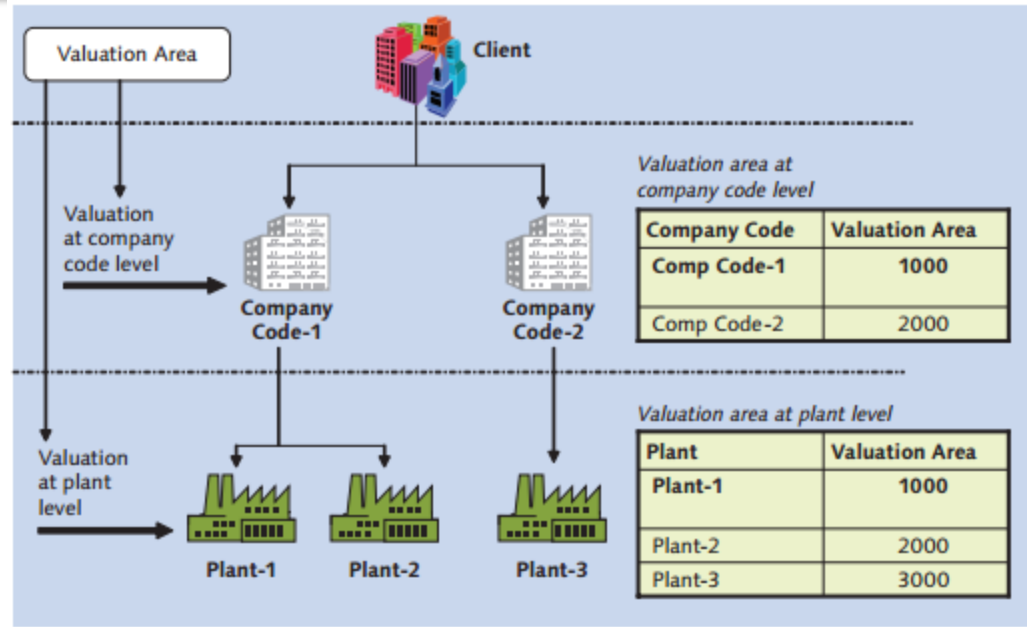 Valuation Area
Client
Valuation
at company
code level
Company
Code-1
Company
Code-2
Valuation area at
company code level
Company Code Valuation Area
Comp Code-1 1000
Comp Code-2 2000
Valuation
at plant
level
Plant-1
Plant-2
Plant-3
Valuation area at plant level
Plant Valuation Area
Plant-1 1000
Plant-2 2000
Plant-3 3000